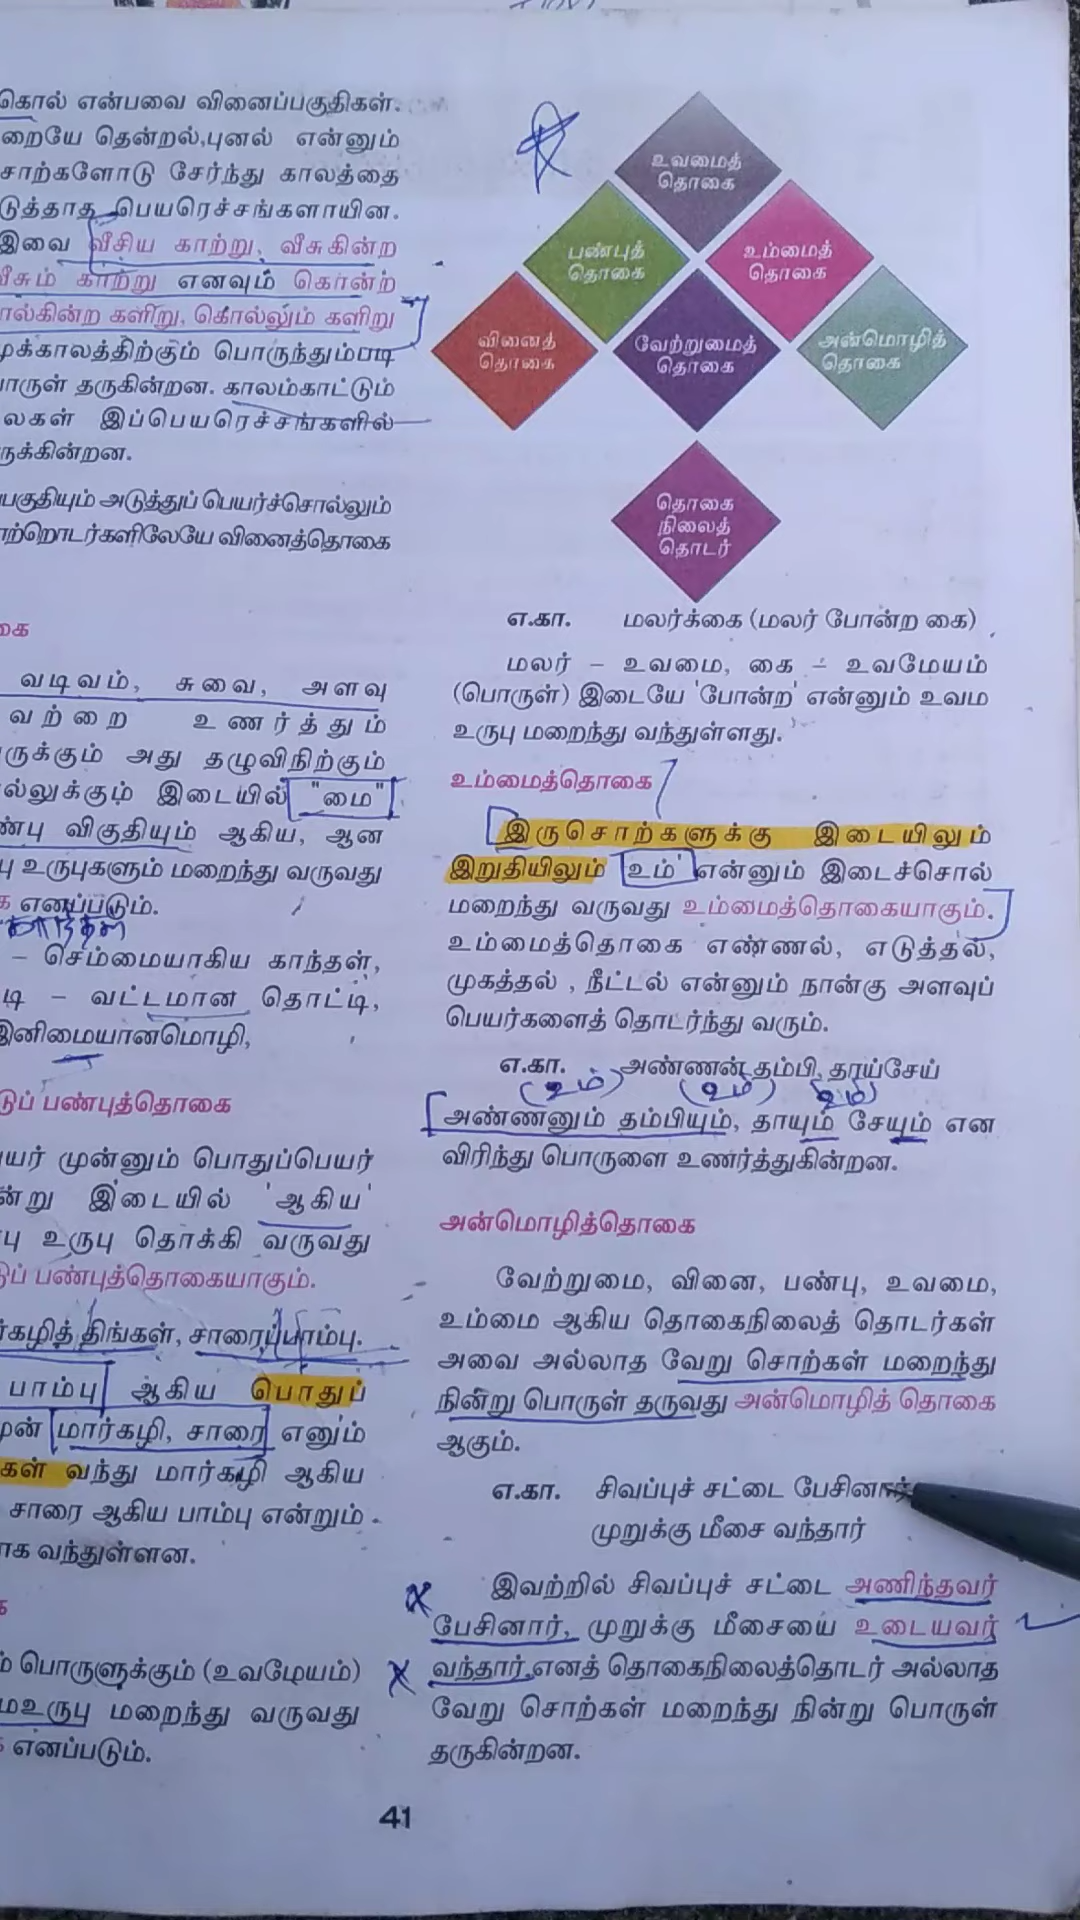 கொல் என்பவை வினைப்பகுதிகள்.
றையே தென்றல்,புனல் என்னும்
சாற்களோடு சேர்ந்து காலத்தை
டுத்தாத பெயரெச்சங்களாயின.
இவை வீசிய காற்று, வீசுகின்ற
வீசும் காற்று எனவும் கொன்ற
ால்கின்ற களிறு, கொல்லும் களிறு
முக்காலத்திற்கும் பொருந்தும்படி
பாருள் தருகின்றன. காலம்காட்டும்
லைகள் இப்பெயரெச்சங்களில்
ருக்கின்றன.
பகுதியும் அடுத்துப் பெயர்ச்சொல்லும்
ாற்றொடர்களிலேயே வினைத்தொகை
கை
வடிவம், சுவை, அளவு
வற்றை உணர்த்தும்
ருக்கும் அது தழுவிநிற்கும்
ல்லுக்கும் இடையில் "மை"
ண்பு விகுதியும் ஆகிய, ஆன
பு உருபுகளும் மறைந்து வருவது
கை எனப்படும்.
காந்தள்
– செம்மையாகிய காந்தள்,
டி – வட்டமான தொட்டி,
இனிமையானமொழி,
டுப் பண்புத்தொகை
யர் முன்னும் பொதுப்பெயர்
ன்று இடையில் 'ஆகிய'
பு உருபு தொக்கி வருவது
டுப் பண்புத்தொகையாகும்.
ர்கழித் திங்கள், சாரைப்பாம்பு.
பாம்பு ஆகிய பொதுப்
முன் மார்கழி, சாரை எனும்
கள் வந்து மார்கழி ஆகிய
சாரை ஆகிய பாம்பு என்றும்
ாக வந்துள்ளன.
ம் பொருளுக்கும் (உவமேயம்)
மஉருபு மறைந்து வருவது
எனப்படும்.
உவமைத்
தொகை
பண்புத்
தொகை
உம்மைத்
தொகை
வினைத்
தொகை
வேற்றுமைத்
தொகை
அன்மொழித்
தொகை
தொகை
நிலைத்
தொடர்
எ.கா. மலர்க்கை (மலர் போன்ற கை)
மலர் – உவமை, கை – உவமேயம்
(பொருள்) இடையே 'போன்ற' என்னும் உவம
உருபு மறைந்து வந்துள்ளது.
உம்மைத்தொகை
இருசொற்களுக்கு இடையிலும்
இறுதியிலும் 'உம்' என்னும் இடைச்சொல்
மறைந்து வருவது உம்மைத்தொகையாகும்.
உம்மைத்தொகை எண்ணல், எடுத்தல்,
முகத்தல் , நீட்டல் என்னும் நான்கு அளவுப்
பெயர்களைத் தொடர்ந்து வரும்.
எ.கா. அண்ணன் தம்பி, தாய்சேய்
(உம்) (உம்) (உம்)
அண்ணனும் தம்பியும், தாயும் சேயும் என
விரிந்து பொருளை உணர்த்துகின்றன.
அன்மொழித்தொகை
வேற்றுமை, வினை, பண்பு, உவமை,
உம்மை ஆகிய தொகைநிலைத் தொடர்கள்
அவை அல்லாத வேறு சொற்கள் மறைந்து
நின்று பொருள் தருவது அன்மொழித் தொகை
ஆகும்.
எ.கா. சிவப்புச் சட்டை பேசினார்
முறுக்கு மீசை வந்தார்
இவற்றில் சிவப்புச் சட்டை அணிந்தவர்
பேசினார், முறுக்கு மீசையை உடையவர்
வந்தார் எனத் தொகைநிலைத்தொடர் அல்லாத
வேறு சொற்கள் மறைந்து நின்று பொருள்
தருகின்றன.
41